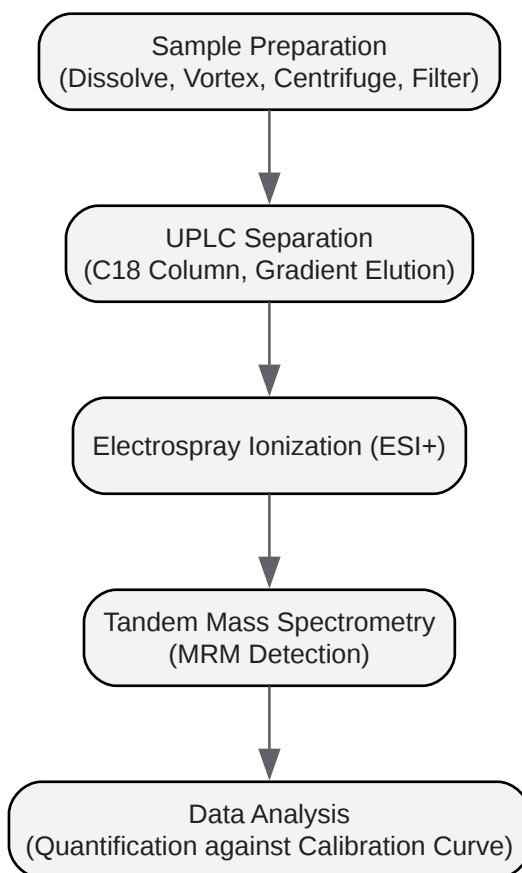 Sample Preparation
(Dissolve, Vortex, Centrifuge, Filter)
UPLC Separation
(C18 Column, Gradient Elution)
Electrospray Ionization (ESI+)
Tandem Mass Spectrometry
(MRM Detection)
Data Analysis
(Quantification against Calibration Curve)